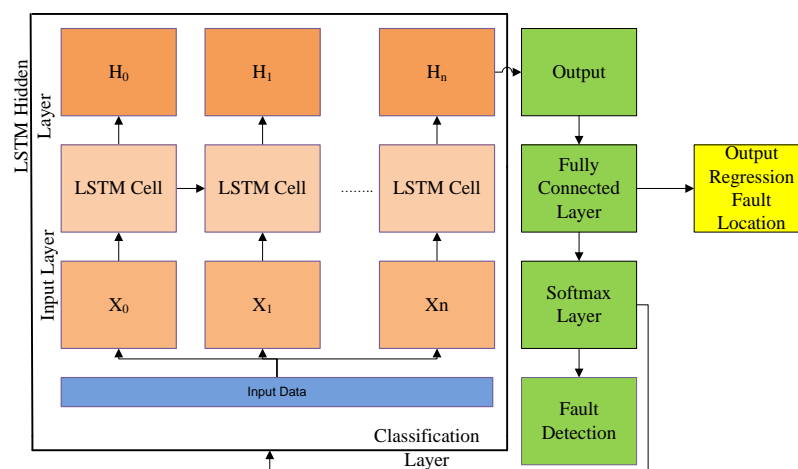 LSTM Hidden
Layer
Input Layer
H₀
H₁
Hₙ
LSTM Cell
LSTM Cell
........
LSTM Cell
X₀
X₁
Xn
Input Data
Classification
Layer
Output
Fully
Connected
Layer
Output
Regression
Fault
Location
Softmax
Layer
Fault
Detection